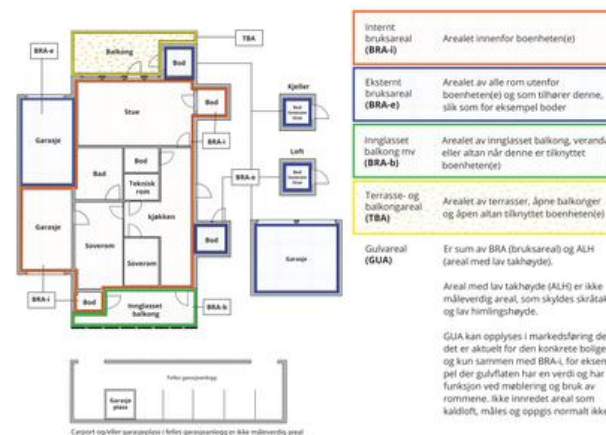 BRA-e
Balkong
TBA
Bod
Kjeller
Bod
Stue
Bod
Garasje
BRA-i
Loft
Bad
Bod
Teknisk
rom
BRA-e
Bod
kjøkken
Garasje
Soverom
Bod
Garasje
Soverom
BRA-i
Bod
Innglasset
balkong
BRA-b
Felles garasjeanlegg
Garasje
plass
Carport og/eller garasjeplass i felles garasjeanlegg er ikke måleverdig areal
Internt
bruksareal
(BRA-i)
Arealet innenfor boenheten(e)
Eksternt
bruksareal
(BRA-e)
Arealet av alle rom utenfor
boenheten(e) og som tilhører denne,
slik som for eksempel boder
Innglasset
balkong mv
(BRA-b)
Arealet av innglasset balkong, veranda
eller altan når denne er tilknyttet
boenheten(e)
Terrasse- og
balkongareal
(TBA)
Arealet av terrasser, åpne balkonger
og åpen altan tilknyttet boenheten(e)
Gulvareal
(GUA)
Er sum av BRA (bruksareal) og ALH
(areal med lav takhøyde).
Areal med lav takhøyde (ALH) er ikke
måleverdig areal, som skyldes skråtak
og lav himlingshøyde.
GUA kan opplyses i markedsføring de
det er aktuelt for den konkrete bolige
og kun sammen med BRA-i, for eksem
pel der gulvflaten har en verdi og har
funksjon ved møblering og bruk av
rommene. Ikke innredet areal som
kaldloft, måles og oppgis normalt ikke